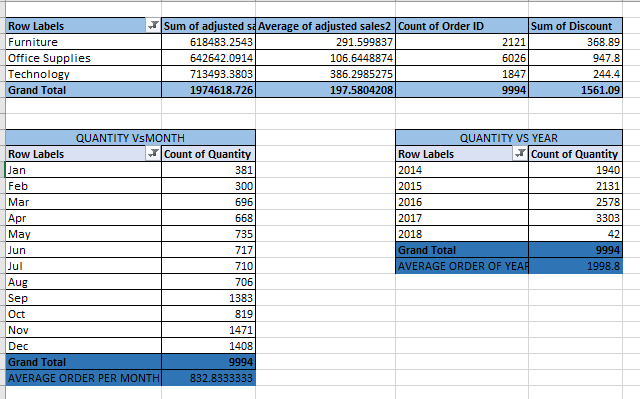 Row Labels Sum of adjusted sa Average of adjusted sales2 Count of Order ID Sum of Discount
Furniture 618483.2543 291.599837 2121 368.89
Office Supplies 642642.0914 106.6448874 6026 947.8
Technology 713493.3803 386.2985275 1847 244.4
Grand Total 1974618.726 197.5804208 9994 1561.09
QUANTITY VsMONTH
Row Labels Count of Quantity
Jan 381
Feb 300
Mar 696
Apr 668
May 735
Jun 717
Jul 710
Aug 706
Sep 1383
Oct 819
Nov 1471
Dec 1408
Grand Total 9994
AVERAGE ORDER PER MONTH 832.8333333
QUANTITY VS YEAR
Row Labels Count of Quantity
2014 1940
2015 2131
2016 2578
2017 3303
2018 42
Grand Total 9994
AVERAGE ORDER OF YEAR 1998.8